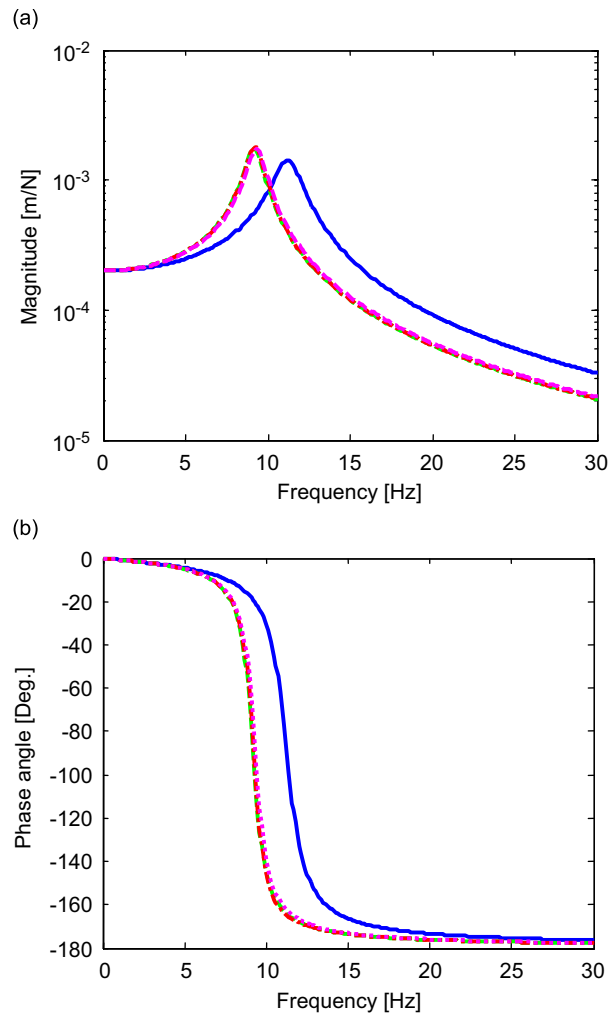 (a)
10-2
10-3
10-4
10-5
Magnitude [m/N]
0 5 10 15 20 25 30
Frequency [Hz]
(b)
0
-20
-40
-60
-80
-100
-120
-140
-160
-180
Phase angle [Deg.]
0 5 10 15 20 25 30
Frequency [Hz]